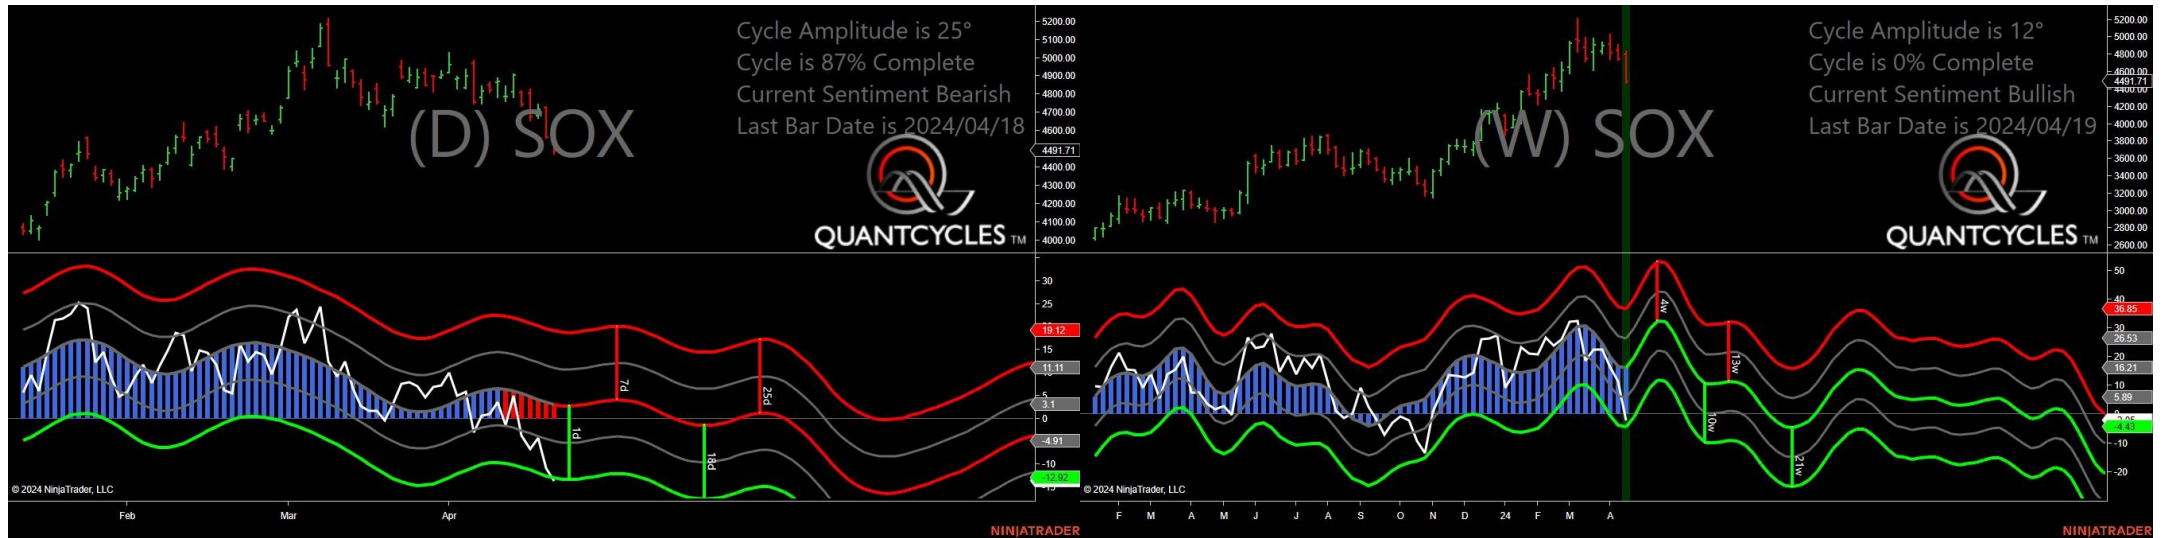 Cycle Amplitude is 25°
Cycle is 87% Complete
Current Sentiment Bearish
Last Bar Date is 2024/04/18
(D) SOX
QUANTCYCLES TM
5200.00
5100.00
4900.00
4800.00
4700.00
4600.00
4491.71
4400.00
4300.00
4200.00
4100.00
4000.00
30
25
19.12
15
11.11
5
3.1
0
-4.91
-10
-12.92
7d
25d
1d
18d
© 2024 NinjaTrader, LLC
Feb
Mar
Apr
NINJATRADER
Cycle Amplitude is 12°
Cycle is 0% Complete
Current Sentiment Bullish
Last Bar Date is 2024/04/19
(W) SOX
QUANTCYCLES TM
5200.00
5000.00
4800.00
4600.00
4491.71
4400.00
4200.00
4000.00
3800.00
3600.00
3400.00
3200.00
3000.00
2800.00
2600.00
50
40
36.85
30
26.53
20
16.21
10
5.89
-4.43
-10
-20
4w
13w
10w
21w
© 2024 NinjaTrader, LLC
F
M
A
M
J
J
A
S
O
N
D
24
F
M
A
NINJATRADER